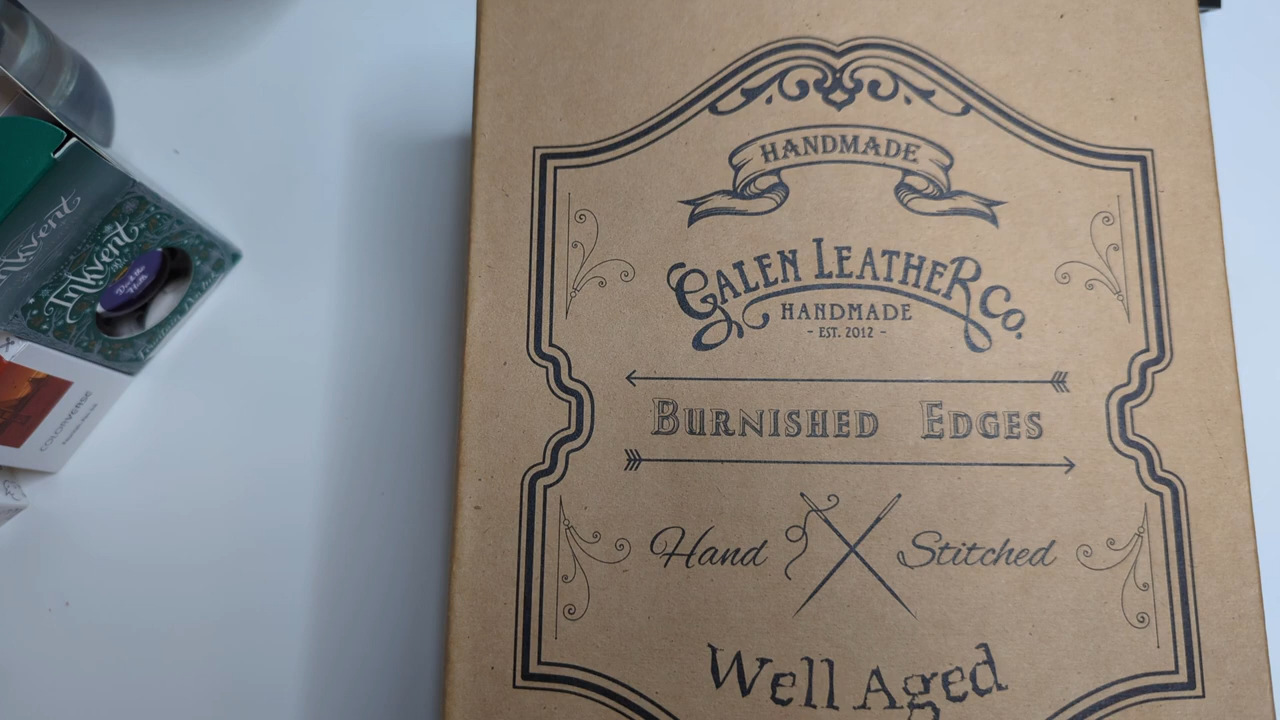 HANDMADE
GALEN LEATHER Co.
HANDMADE
- EST. 2012 -
BURNISHED EDGES
Hand Stitched
Well Aged
Inkvent
Inkvent
COLORVERSE